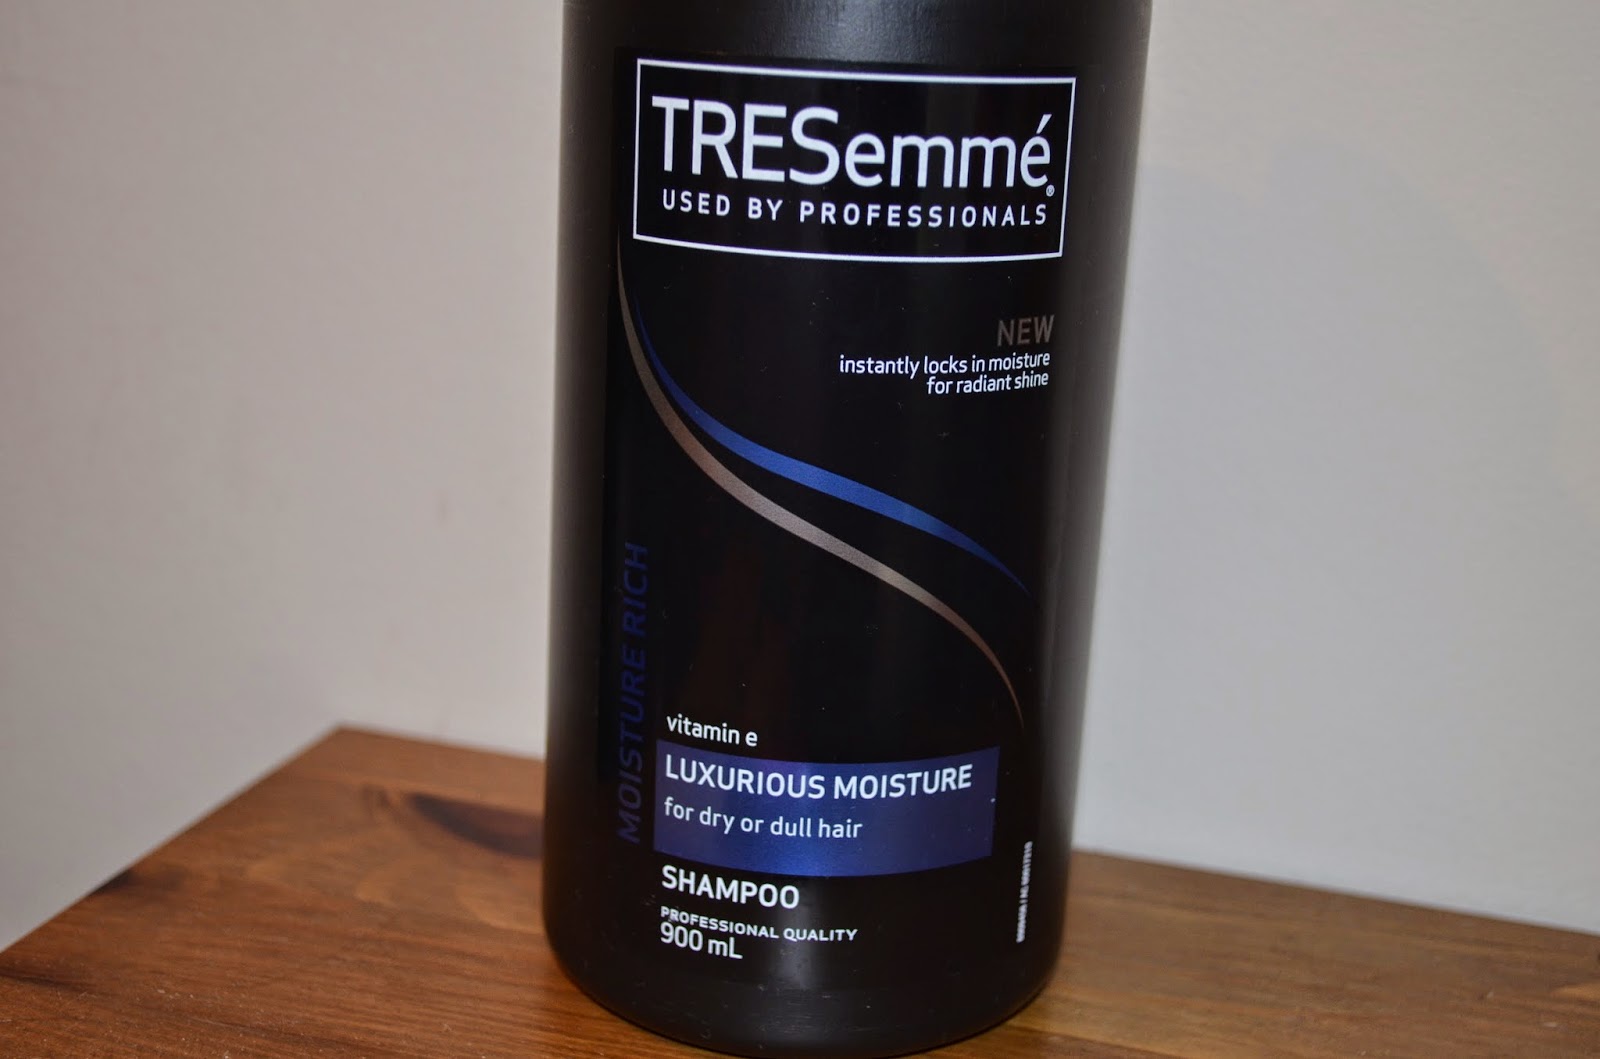 TRESemmé®
USED BY PROFESSIONALS
NEW
instantly locks in moisture
for radiant shine
MOISTURE RICH
vitamin e
LUXURIOUS MOISTURE
for dry or dull hair
SHAMPOO
PROFESSIONAL QUALITY
900 mL